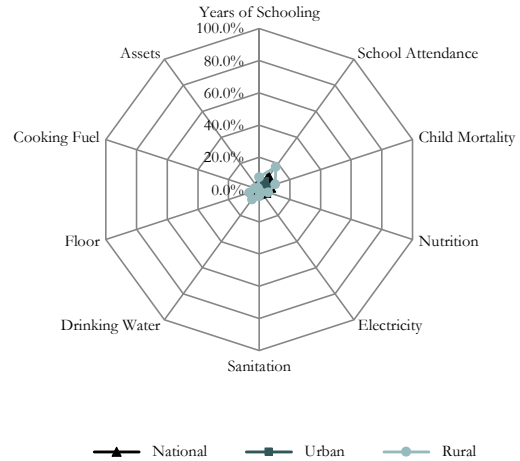 Years of Schooling
100.0%
Assets
School Attendance
80.0%
60.0%
Cooking Fuel
Child Mortality
40.0%
20.0%
0.0%
Floor
Nutrition
Drinking Water
Electricity
Sanitation
National Urban Rural